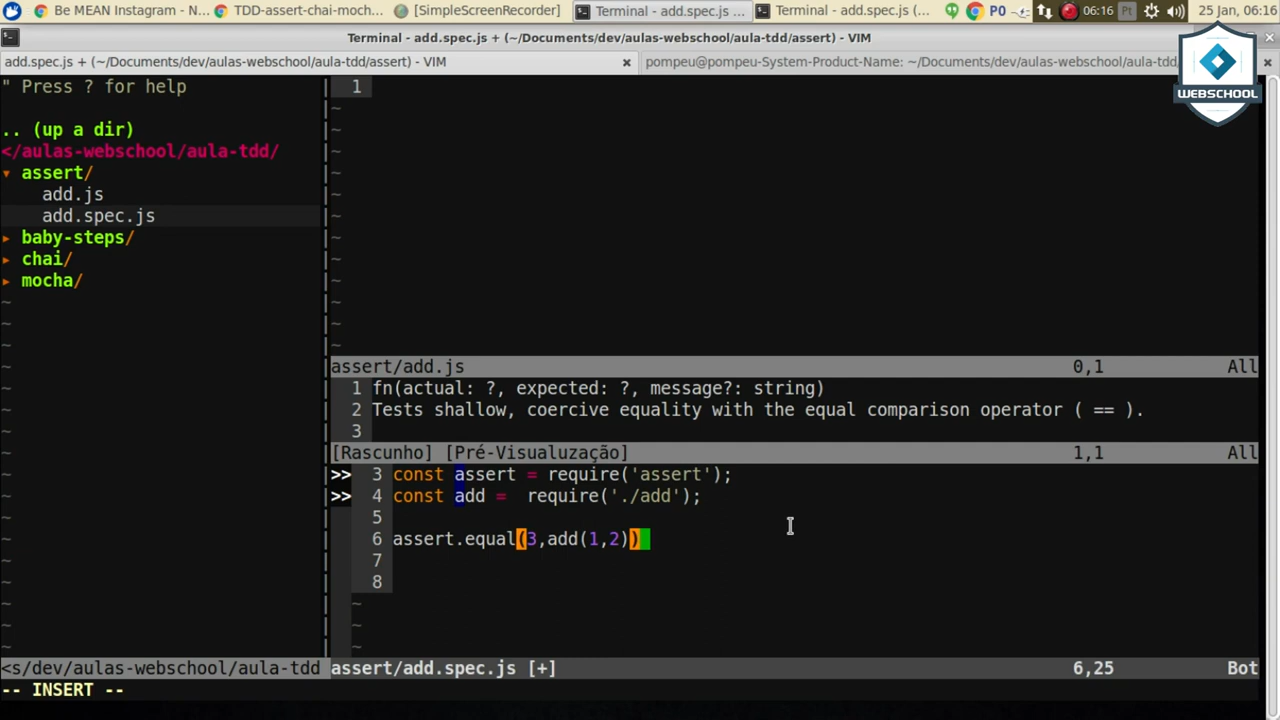 Be MEAN Instagram - N...
TDD-assert-chai-moch...
[SimpleScreenRecorder]
Terminal - add.spec.js ...
Terminal - add.spec.js (...
P0
06:16
Pt
25 Jan, 06:16
Terminal - add.spec.js + (~/Documents/dev/aulas-webschool/aula-tdd/assert) - VIM
add.spec.js + (~/Documents/dev/aulas-webschool/aula-tdd/assert) - VIM
pompeu@pompeu-System-Product-Name: ~/Documents/dev/aulas-webschool/aula-tdd/
WEBSCHOOL
" Press ? for help
.. (up a dir)
</aulas-webschool/aula-tdd/
▾ assert/
add.js
add.spec.js
▸ baby-steps/
▸ chai/
▸ mocha/
<s/dev/aulas-webschool/aula-tdd
1
assert/add.js 0,1 All
1 fn(actual: ?, expected: ?, message?: string)
2 Tests shallow, coercive equality with the equal comparison operator ( == ).
3
[Rascunho] [Pré-Visualuzação] 1,1 All
>> 3 const assert = require('assert');
>> 4 const add =  require('./add');
5
6 assert.equal(3,add(1,2))
7
8
assert/add.spec.js [+] 6,25 Bot
-- INSERT --